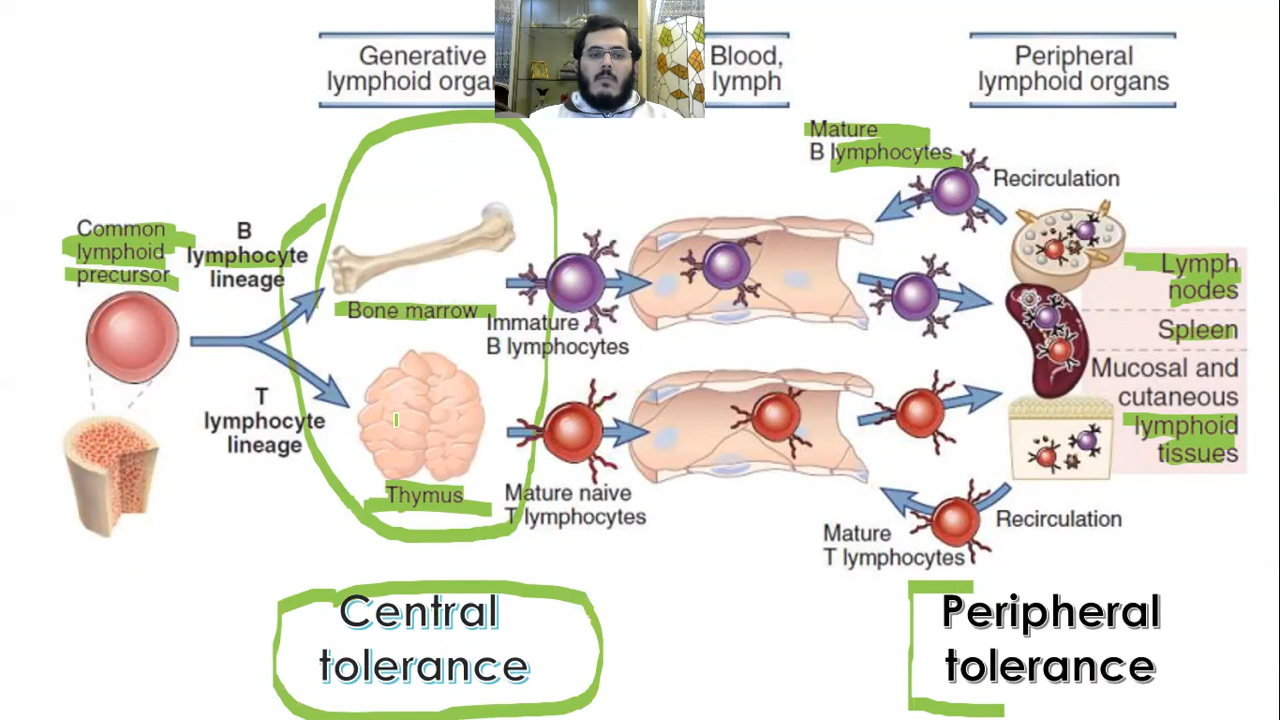 Generative
lymphoid
Blood,
lymph
Peripheral
lymphoid organs
Mature
B lymphocytes
Recirculation
Common
lymphoid
precursor
B
lymphocyte
lineage
Bone marrow
Immature
B lymphocytes
Lymph
nodes
Spleen
Mucosal and
cutaneous
lymphoid
tissues
T
lymphocyte
lineage
Thymus
Mature naive
T lymphocytes
Mature
T lymphocytes
Recirculation
Central
tolerance
Peripheral
tolerance